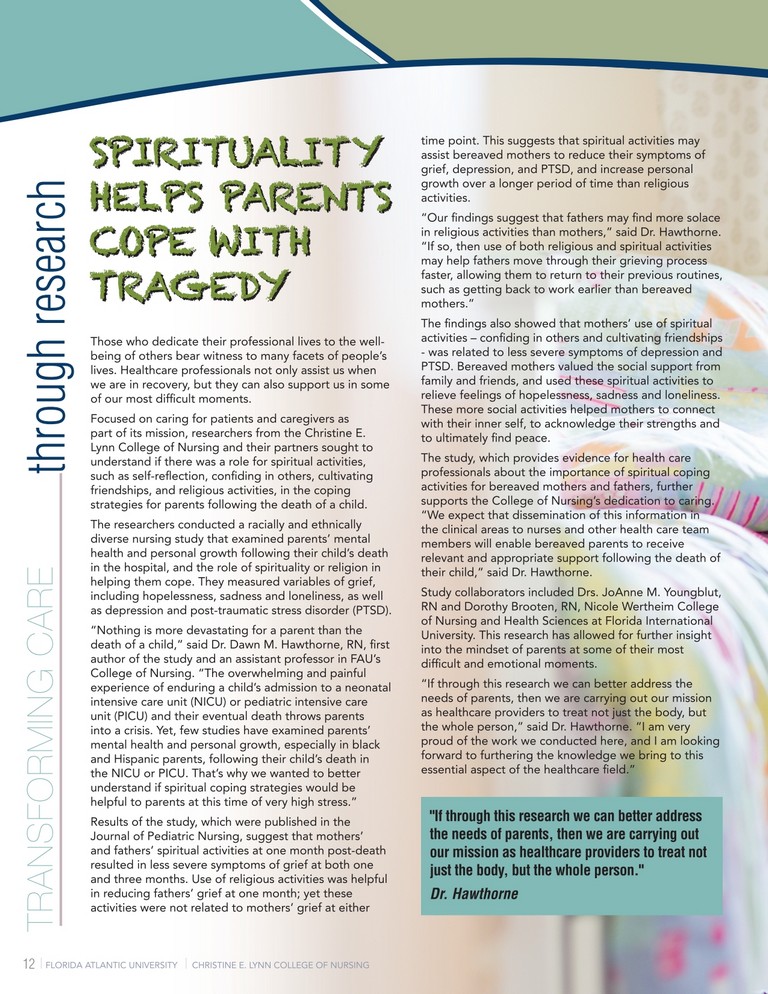 SPIRITUALITY
HELPS PARENTS
COPE WITH
TRAGEDY
through research
TRANSFORMING CARE
Those who dedicate their professional lives to the well-
being of others bear witness to many facets of people's
lives. Healthcare professionals not only assist us when
we are in recovery, but they can also support us in some
of our most difficult moments.
Focused on caring for patients and caregivers as
part of its mission, researchers from the Christine E.
Lynn College of Nursing and their partners sought to
understand if there was a role for spiritual activities,
such as self-reflection, confiding in others, cultivating
friendships, and religious activities, in the coping
strategies for parents following the death of a child.
The researchers conducted a racially and ethnically
diverse nursing study that examined parents' mental
health and personal growth following their child's death
in the hospital, and the role of spirituality or religion in
helping them cope. They measured variables of grief,
including hopelessness, sadness and loneliness, as well
as depression and post-traumatic stress disorder (PTSD).
"Nothing is more devastating for a parent than the
death of a child," said Dr. Dawn M. Hawthorne, RN, first
author of the study and an assistant professor in FAU's
College of Nursing. "The overwhelming and painful
experience of enduring a child's admission to a neonatal
intensive care unit (NICU) or pediatric intensive care
unit (PICU) and their eventual death throws parents
into a crisis. Yet, few studies have examined parents'
mental health and personal growth, especially in black
and Hispanic parents, following their child's death in
the NICU or PICU. That's why we wanted to better
understand if spiritual coping strategies would be
helpful to parents at this time of very high stress."
Results of the study, which were published in the
Journal of Pediatric Nursing, suggest that mothers'
and fathers' spiritual activities at one month post-death
resulted in less severe symptoms of grief at both one
and three months. Use of religious activities was helpful
in reducing fathers' grief at one month; yet these
activities were not related to mothers' grief at either
time point. This suggests that spiritual activities may
assist bereaved mothers to reduce their symptoms of
grief, depression, and PTSD, and increase personal
growth over a longer period of time than religious
activities.
"Our findings suggest that fathers may find more solace
in religious activities than mothers," said Dr. Hawthorne.
"If so, then use of both religious and spiritual activities
may help fathers move through their grieving process
faster, allowing them to return to their previous routines,
such as getting back to work earlier than bereaved
mothers."
The findings also showed that mothers' use of spiritual
activities – confiding in others and cultivating friendships
- was related to less severe symptoms of depression and
PTSD. Bereaved mothers valued the social support from
family and friends, and used these spiritual activities to
relieve feelings of hopelessness, sadness and loneliness.
These more social activities helped mothers to connect
with their inner self, to acknowledge their strengths and
to ultimately find peace.
The study, which provides evidence for health care
professionals about the importance of spiritual coping
activities for bereaved mothers and fathers, further
supports the College of Nursing's dedication to caring.
"We expect that dissemination of this information in
the clinical areas to nurses and other health care team
members will enable bereaved parents to receive
relevant and appropriate support following the death of
their child," said Dr. Hawthorne.
Study collaborators included Drs. JoAnne M. Youngblut,
RN and Dorothy Brooten, RN, Nicole Wertheim College
of Nursing and Health Sciences at Florida International
University. This research has allowed for further insight
into the mindset of parents at some of their most
difficult and emotional moments.
"If through this research we can better address the
needs of parents, then we are carrying out our mission
as healthcare providers to treat not just the body, but
the whole person," said Dr. Hawthorne. "I am very
proud of the work we conducted here, and I am looking
forward to furthering the knowledge we bring to this
essential aspect of the healthcare field."
"If through this research we can better address
the needs of parents, then we are carrying out
our mission as healthcare providers to treat not
just the body, but the whole person."
Dr. Hawthorne
12 | FLORIDA ATLANTIC UNIVERSITY | CHRISTINE E. LYNN COLLEGE OF NURSING